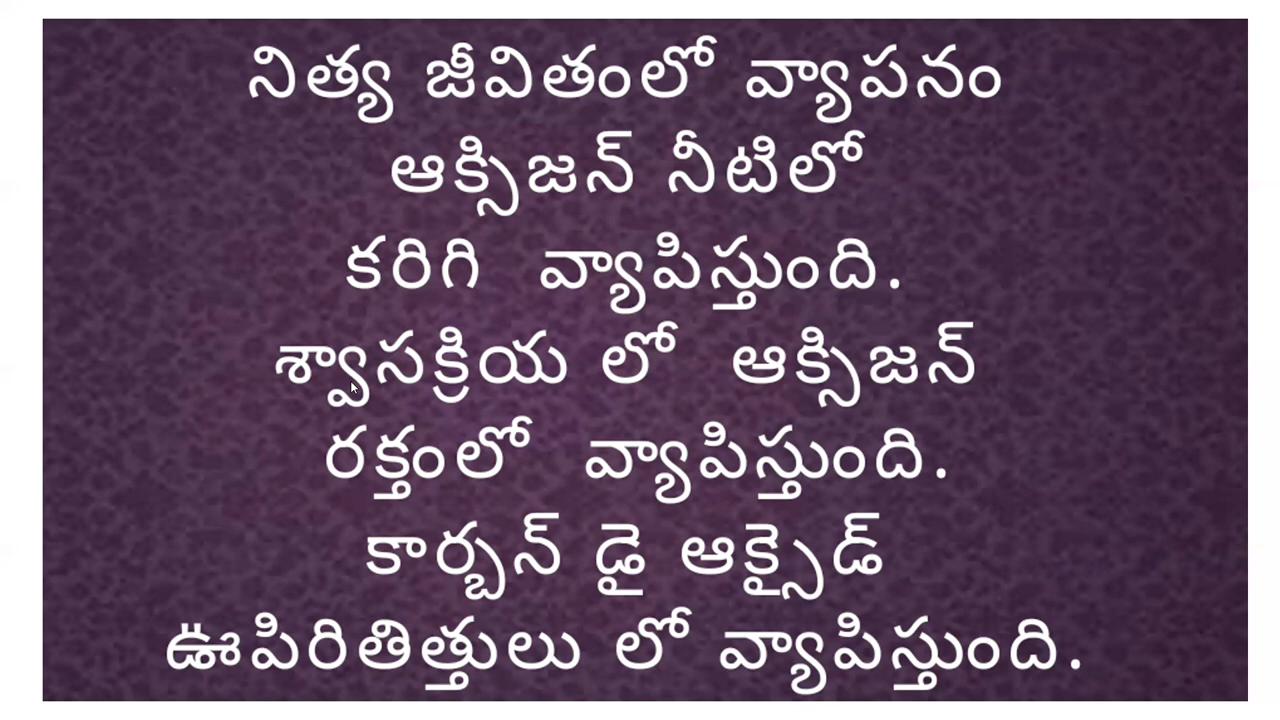 నిత్య జీవితంలో వ్యాపనం
ఆక్సిజన్ నీటిలో
కరిగి వ్యాపిస్తుంది.
శ్వాసక్రియ లో ఆక్సిజన్
రక్తంలో వ్యాపిస్తుంది.
కార్బన్ డై ఆక్సైడ్
ఊపిరితిత్తులు లో వ్యాపిస్తుంది.